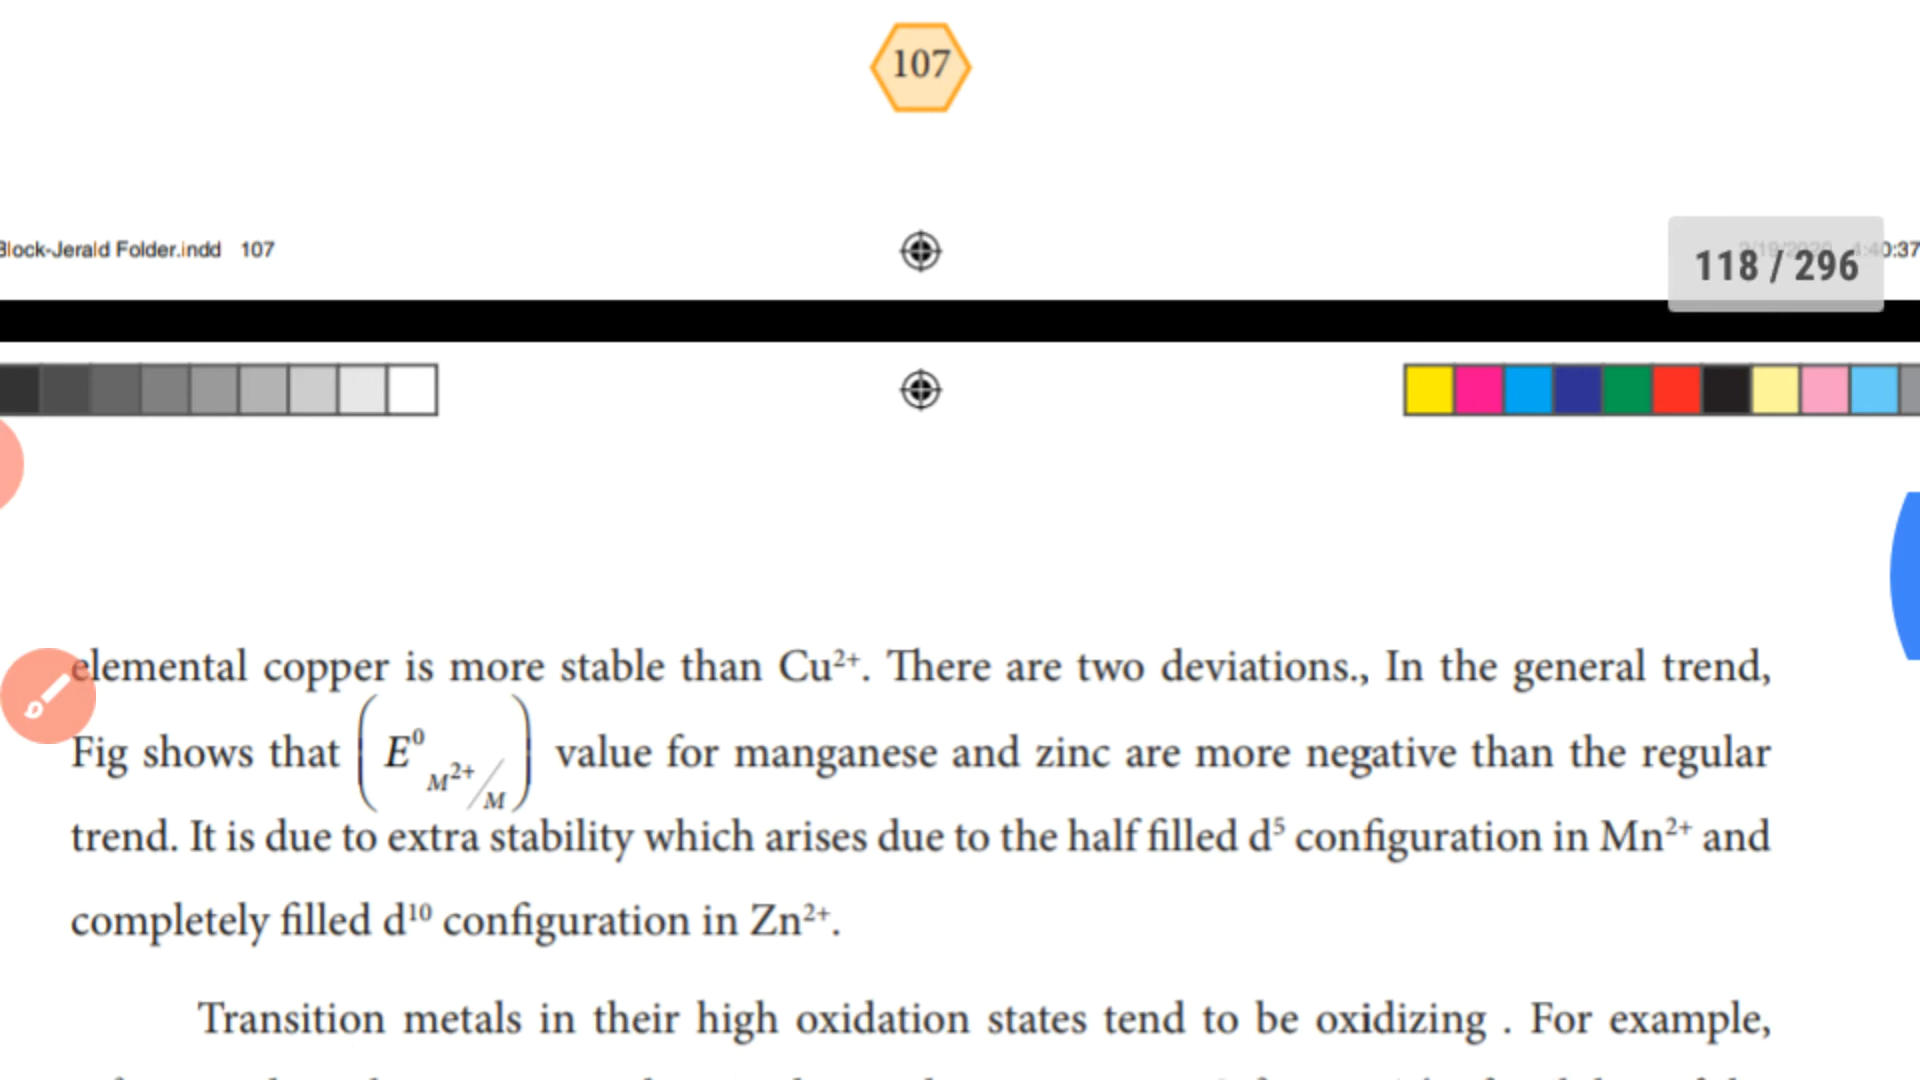 107
Block-Jerald Folder.indd 107
118 / 296
elemental copper is more stable than Cu²⁺. There are two deviations., In the general trend,
Fig shows that (E⁰ M²⁺/M) value for manganese and zinc are more negative than the regular
trend. It is due to extra stability which arises due to the half filled d⁵ configuration in Mn²⁺ and
completely filled d¹⁰ configuration in Zn²⁺.
Transition metals in their high oxidation states tend to be oxidizing . For example,